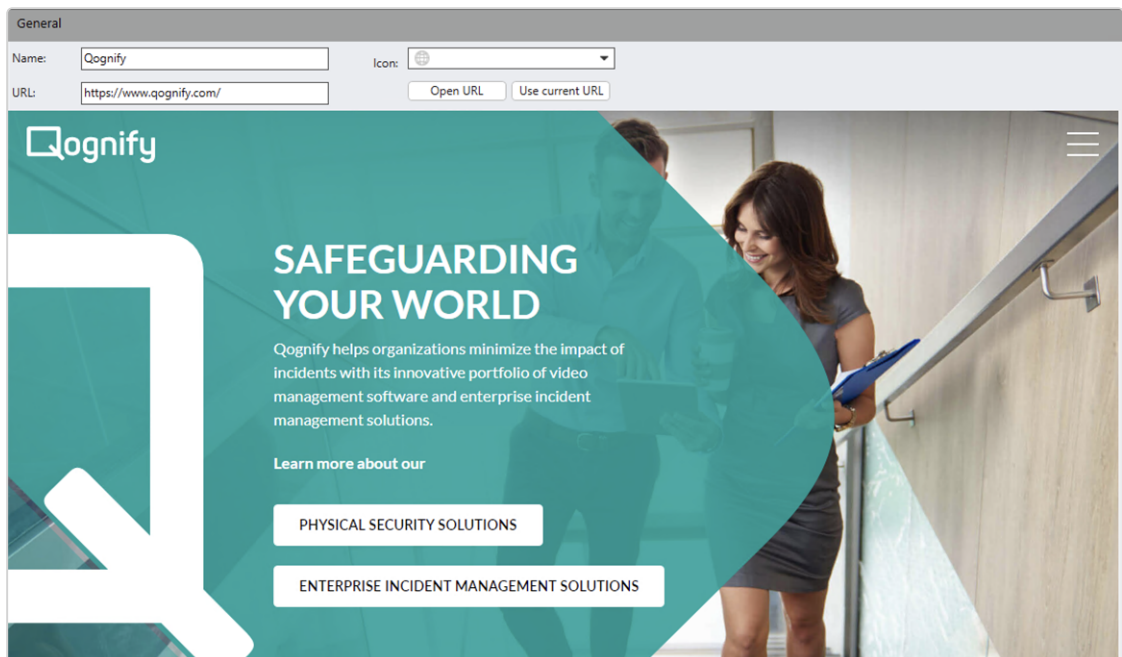 General
Name: Qognify Icon:
URL: https://www.qognify.com/ Open URL Use current URL
Qognify
SAFEGUARDING
YOUR WORLD
Qognify helps organizations minimize the impact of
incidents with its innovative portfolio of video
management software and enterprise incident
management solutions.
Learn more about our
PHYSICAL SECURITY SOLUTIONS
ENTERPRISE INCIDENT MANAGEMENT SOLUTIONS